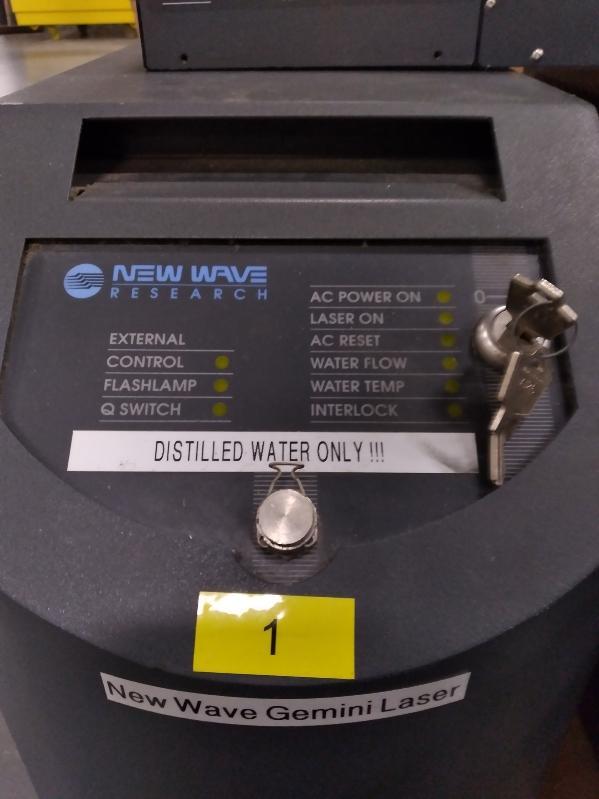 NEW WAVE
RESEARCH
EXTERNAL
CONTROL
FLASHLAMP
Q SWITCH
AC POWER ON
LASER ON
AC RESET
WATER FLOW
WATER TEMP
INTERLOCK
0
DISTILLED WATER ONLY !!!
1
New Wave Gemini Laser